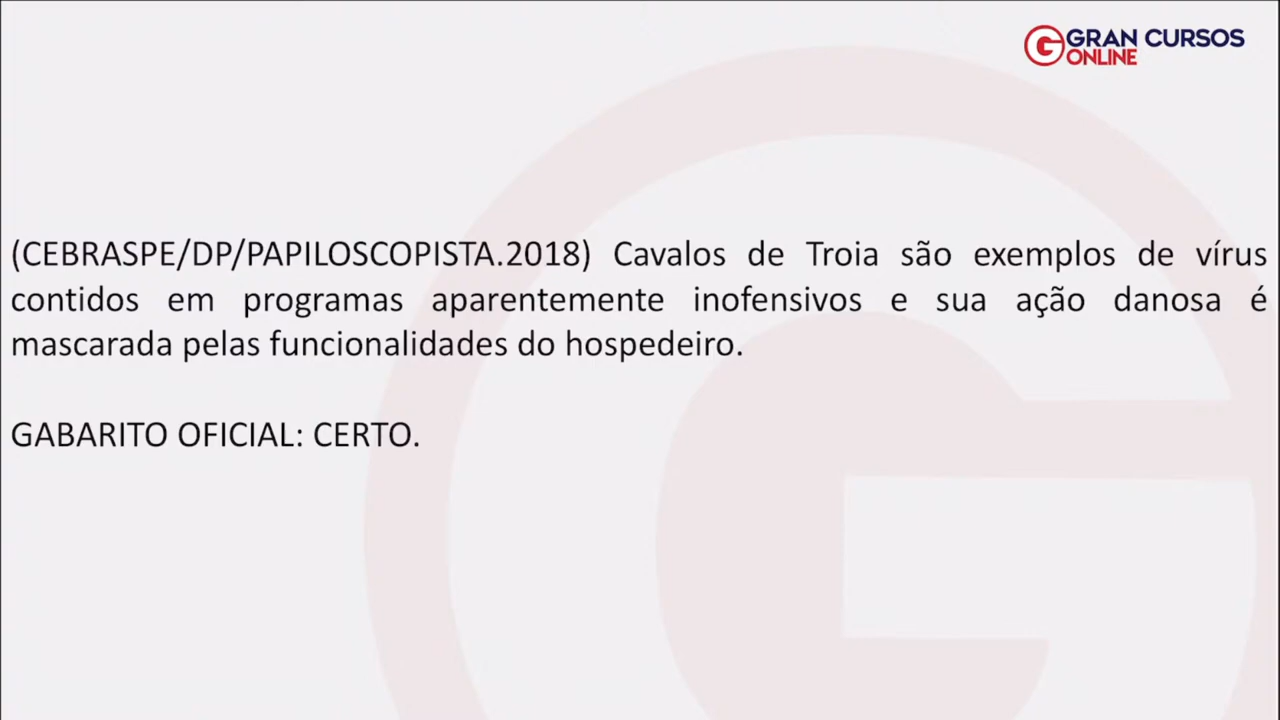 GRAN CURSOS
ONLINE
(CEBRASPE/DP/PAPILOSCOPISTA.2018) Cavalos de Troia são exemplos de vírus
contidos em programas aparentemente inofensivos e sua ação danosa é
mascarada pelas funcionalidades do hospedeiro.
GABARITO OFICIAL: CERTO.